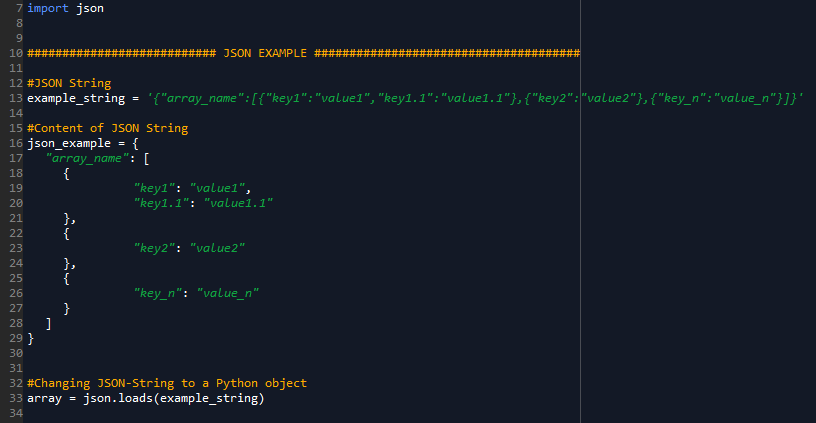 7 import json
8
9
10 ########################### JSON EXAMPLE ######################################
11
12 #JSON String
13 example_string = '{"array_name":[{"key1":"value1","key1.1":"value1.1"},{"key2":"value2"},{"key_n":"value_n"}]}'
14
15 #Content of JSON String
16 json_example = {
17 "array_name": [
18 {
19 "key1": "value1",
20 "key1.1": "value1.1"
21 },
22 {
23 "key2": "value2"
24 },
25 {
26 "key_n": "value_n"
27 }
28 ]
29 }
30
31
32 #Changing JSON-String to a Python object
33 array = json.loads(example_string)
34